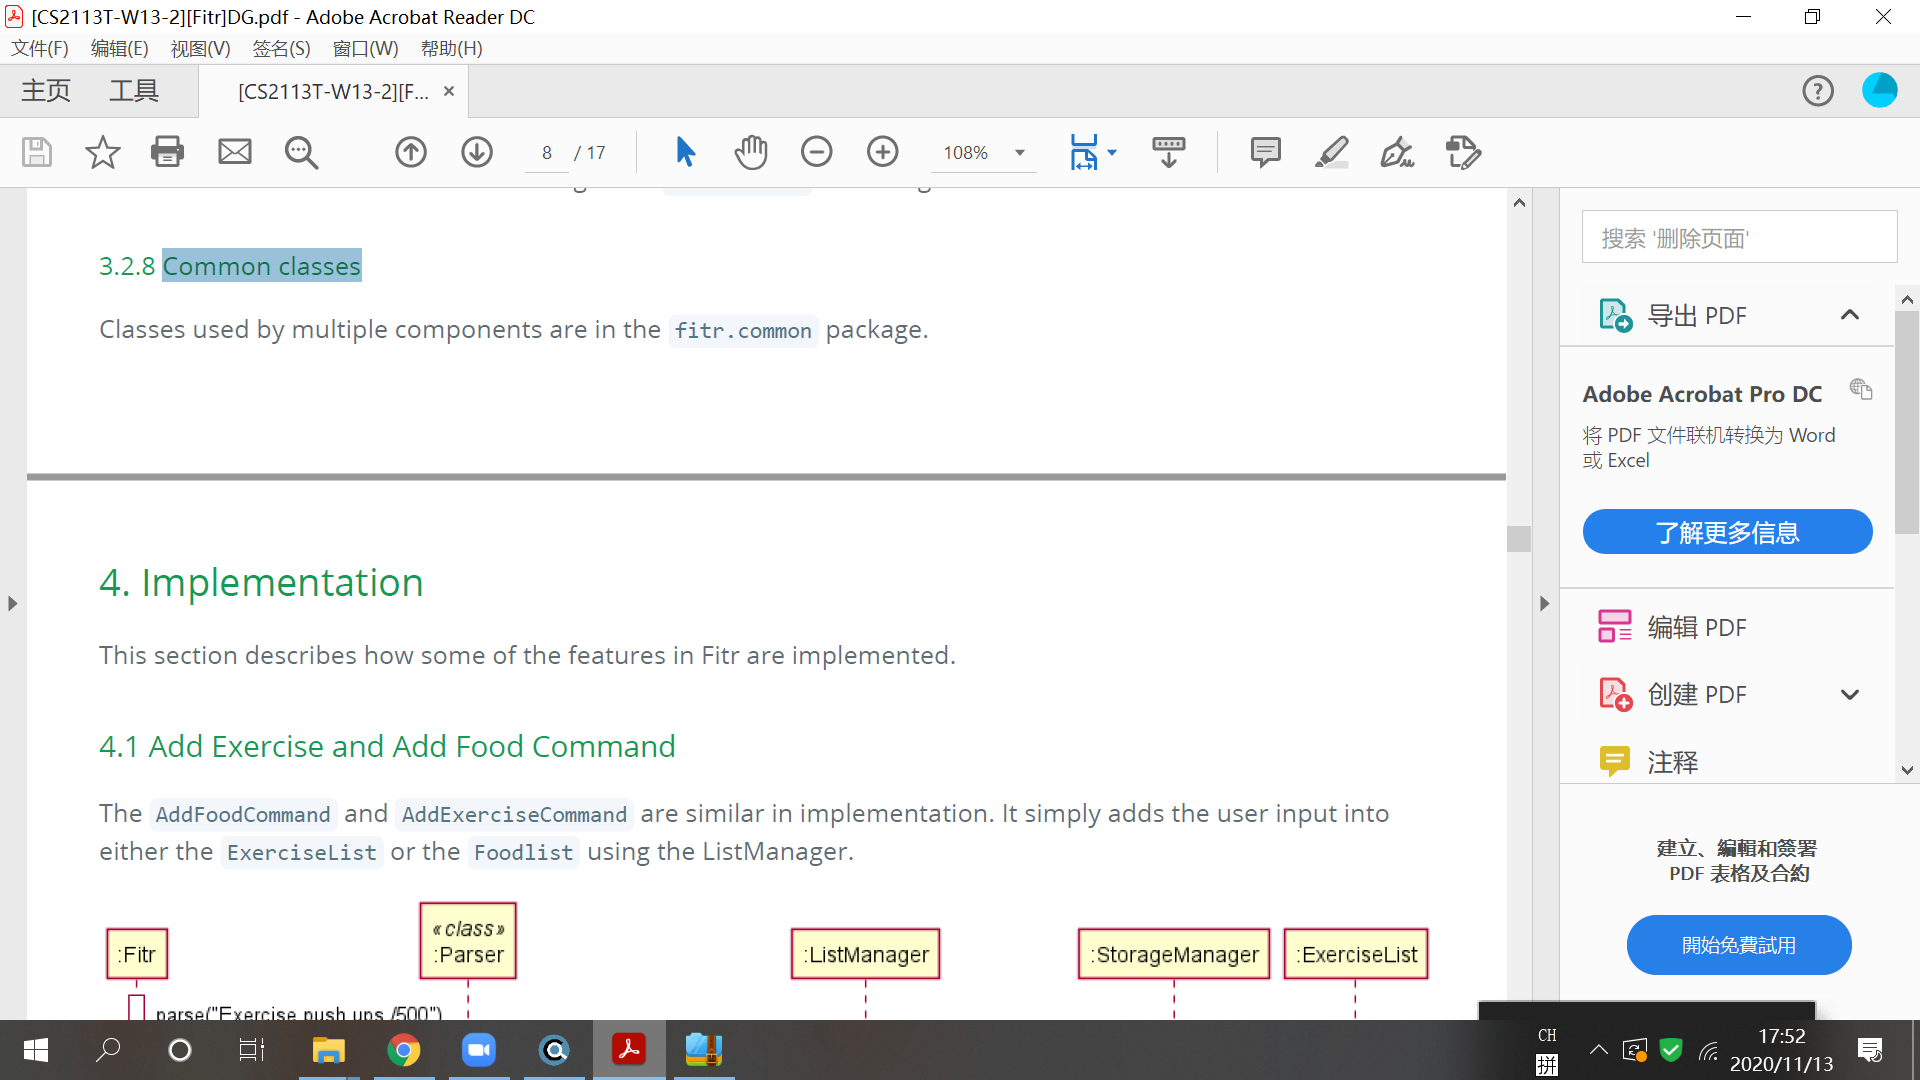 [CS2113T-W13-2][Fitr]DG.pdf - Adobe Acrobat Reader DC
文件(F) 编辑(E) 视图(V) 签名(S) 窗口(W) 帮助(H)
主页 工具 [CS2113T-W13-2][F... ×
8 / 17 108%
3.2.8 Common classes
Classes used by multiple components are in the fitr.common package.
4. Implementation
This section describes how some of the features in Fitr are implemented.
4.1 Add Exercise and Add Food Command
The AddFoodCommand and AddExerciseCommand are similar in implementation. It simply adds the user input into
either the ExerciseList or the Foodlist using the ListManager.
:Fitr
«class»
:Parser
:ListManager
:StorageManager
:ExerciseList
parse("Exercise push ups /500")
搜索 '删除页面'
导出 PDF
Adobe Acrobat Pro DC
将 PDF 文件联机转换为 Word
或 Excel
了解更多信息
编辑 PDF
创建 PDF
注释
建立、編輯和簽署
PDF 表格及合約
開始免費試用
CH
拼
17:52
2020/11/13